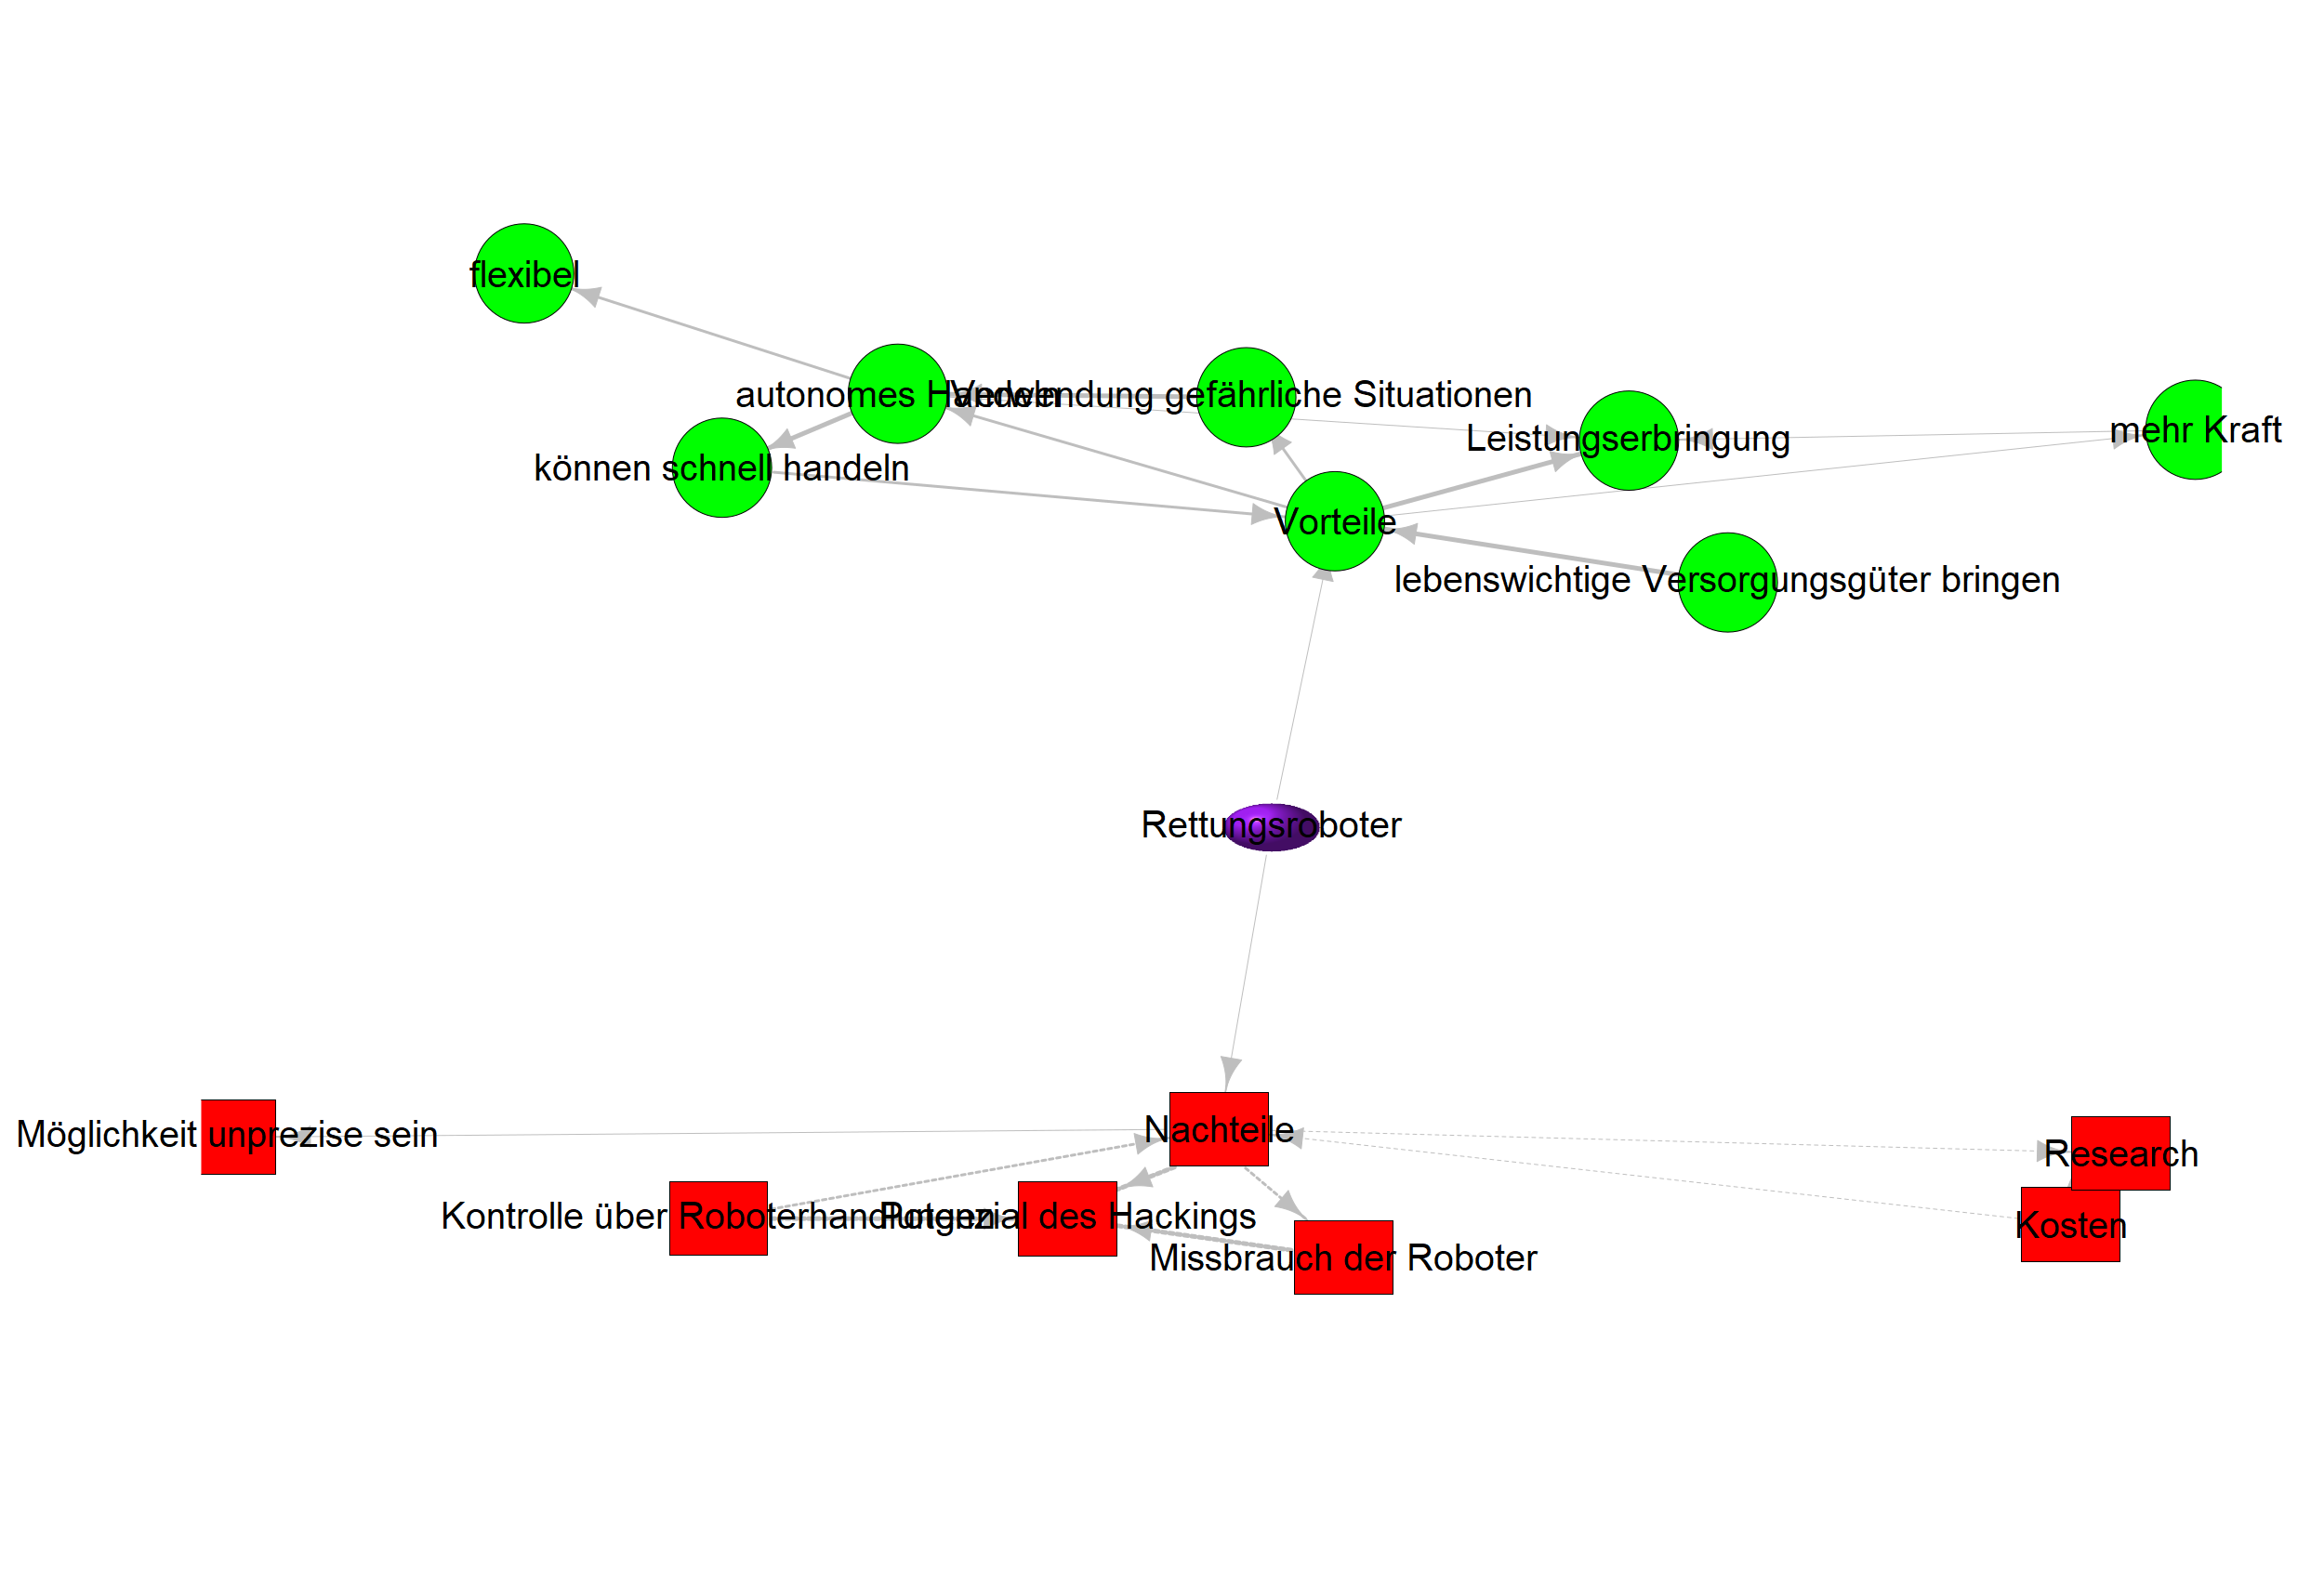 flexibel
autonomes Handeln
Verwendung gefährliche Situationen
mehr Kraft
Leistungserbringung
können schnell handeln
Vorteile
lebenswichtige Versorgungsgüter bringen
Rettungsroboter
Nachteile
Möglichkeit unprezise sein
Research
Kontrolle über Roboterhandlungen
Potenzial des Hackings
Kosten
Missbrauch der Roboter